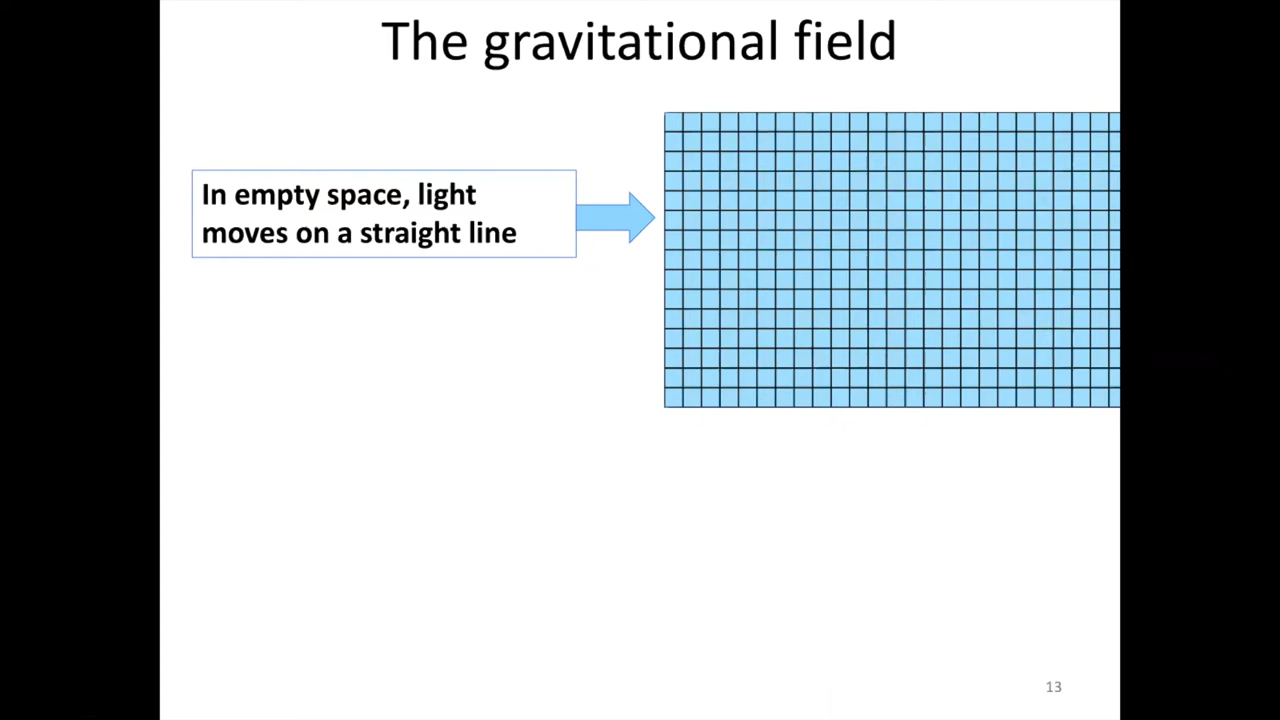 The gravitational field
In empty space, light
moves on a straight line
13